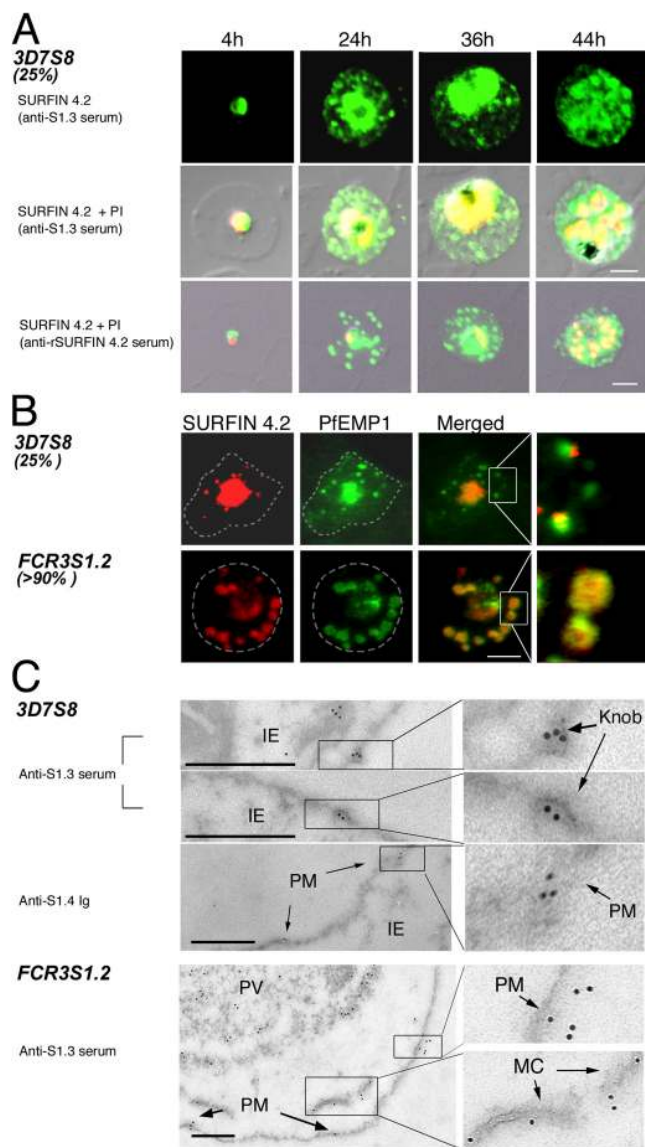 A
4h 24h 36h 44h
3D7S8
(25%)
SURFIN 4.2
(anti-S1.3 serum)
SURFIN 4.2 + PI
(anti-S1.3 serum)
SURFIN 4.2 + PI
(anti-rSURFIN 4.2 serum)
B
SURFIN 4.2 PfEMP1 Merged
3D7S8
(25% )
FCR3S1.2
(>90% )
C
3D7S8
Anti-S1.3 serum
IE
Knob
IE
Anti-S1.4 Ig
PM
IE
PM
FCR3S1.2
Anti-S1.3 serum
PV
PM
PM
MC